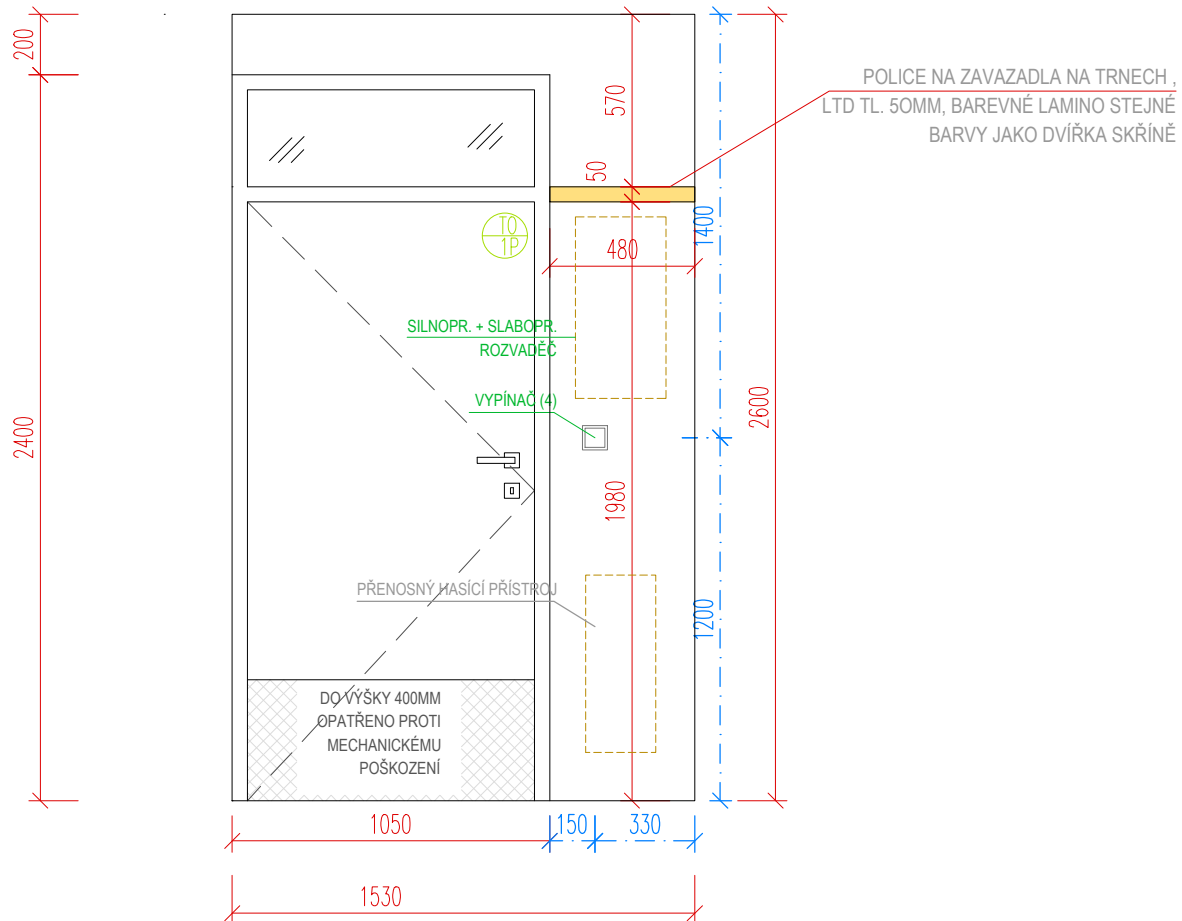 200
570
POLICE NA ZAVAZADLA NA TRNECH ,
LTD TL. 50MM, BAREVNÉ LAMINO STEJNÉ
BARVY JAKO DVÍŘKA SKŘÍNĚ
50
1400
TO
1P
480
SILNOPR. + SLABOPR.
ROZVADĚČ
VYPÍNAČ (4)
2400
2600
1980
PŘENOSNÝ HASÍCÍ PŘÍSTROJ
1200
DO VÝŠKY 400MM
OPATŘENO PROTI
MECHANICKÉMU
POŠKOZENÍ
1050
150
330
1530